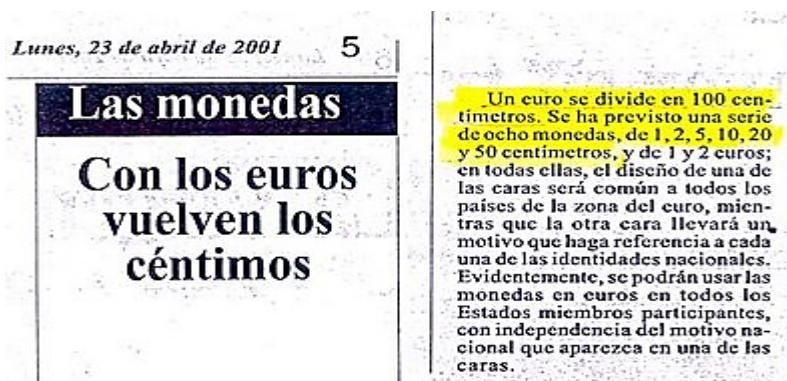 Lunes, 23 de abril de 2001 5
Las monedas
Con los euros
vuelven los
céntimos
Un euro se divide en 100 cen-
tímetros. Se ha previsto una serie
de ocho monedas, de 1, 2, 5, 10, 20
y 50 centímetros, y de 1 y 2 euros;
en todas ellas, el diseño de una de
las caras será común a todos los
países de la zona del euro, mien-
tras que la otra cara llevará un
motivo que haga referencia a cada
una de las identidades nacionales.
Evidentemente, se podrán usar las
monedas en euros en todos los
Estados miembros participantes,
con independencia del motivo na-
cional que aparezca en una de las
caras.